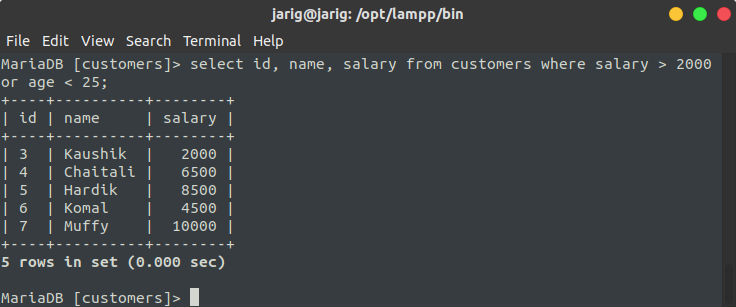 jarig@jarig: /opt/lampp/bin
File Edit View Search Terminal Help
MariaDB [customers]> select id, name, salary from customers where salary > 2000
or age < 25;
+----+----------+--------+
| id | name     | salary |
+----+----------+--------+
| 3  | Kaushik  |   2000 |
| 4  | Chaitali |   6500 |
| 5  | Hardik   |   8500 |
| 6  | Komal    |   4500 |
| 7  | Muffy    |  10000 |
+----+----------+--------+
5 rows in set (0.000 sec)
MariaDB [customers]>